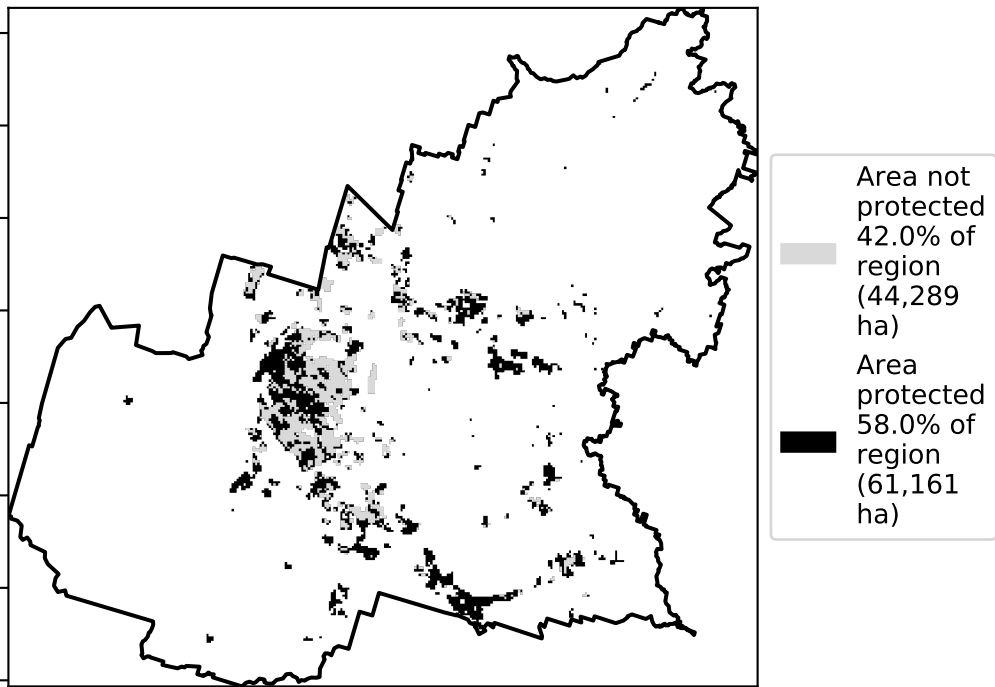 Area not
protected
42.0% of
region
(44,289
ha)
Area
protected
58.0% of
region
(61,161
ha)